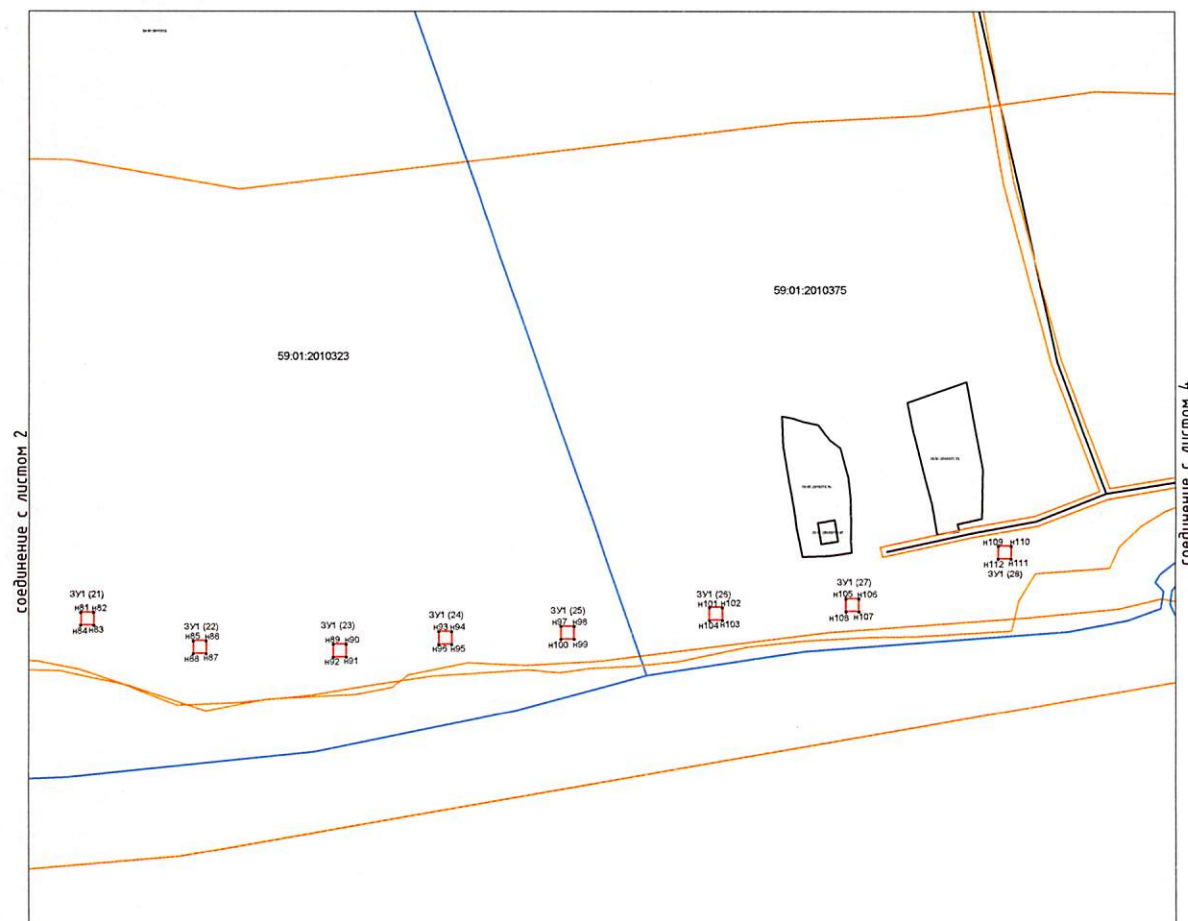 59:01:2010375
59:01:2010323
соединение с листом 2
соединение с листом 4
ЗУ1 (21)
н81 н82
н84 н83
ЗУ1 (22)
н85 н86
н88 н87
ЗУ1 (23)
н89 н90
н92 н91
ЗУ1 (24)
н93 н94
н96 н95
ЗУ1 (25)
н97 н98
н100 н99
ЗУ1 (26)
н101 н102
н104 н103
ЗУ1 (27)
н105 н106
н108 н107
н109 н110
н112 н111
ЗУ1 (28)